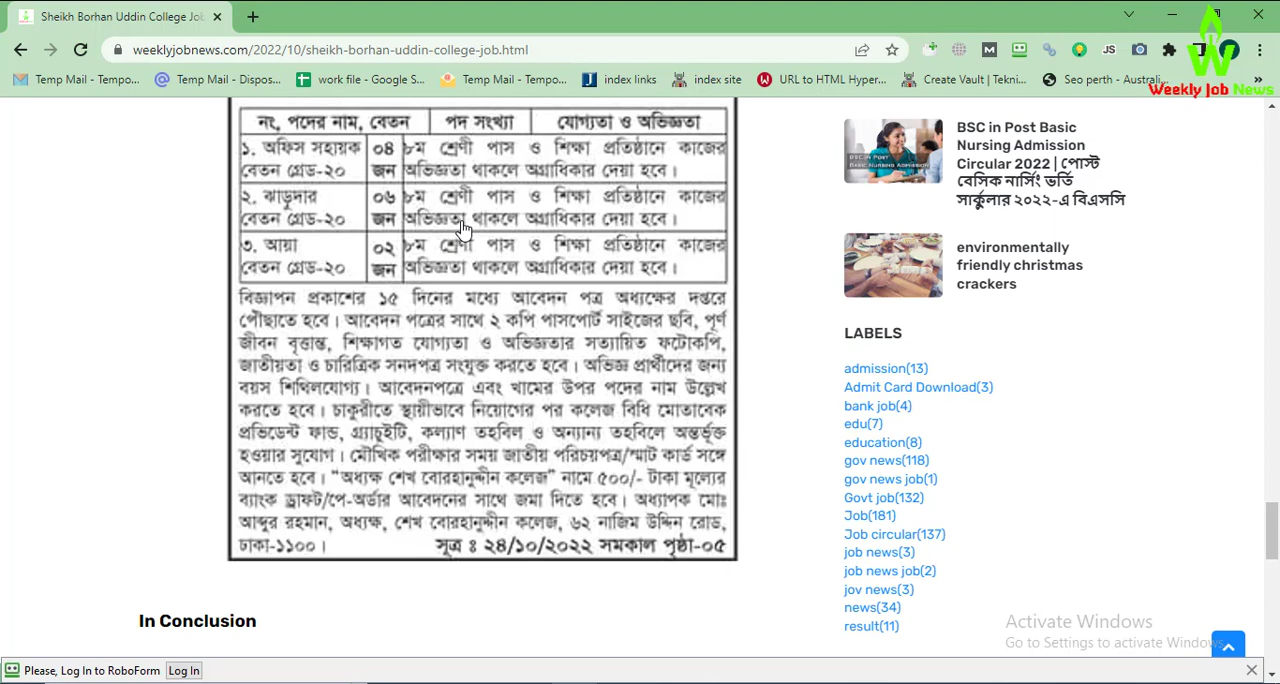 Sheikh Borhan Uddin College Job
Weekly Job News
weeklyjobnews.com/2022/10/sheikh-borhan-uddin-college-job.html
JS
Temp Mail - Tempo...
Temp Mail - Dispos...
work file - Google S...
Temp Mail - Tempo...
index links
index site
URL to HTML Hyper...
Create Vault | Tekni...
Seo perth - Australi...
নং, পদের নাম, বেতন পদ সংখ্যা যোগ্যতা ও অভিজ্ঞতা
১. অফিস সহায়ক ০৪ ৮ম শ্রেণী পাস ও শিক্ষা প্রতিষ্ঠানে কাজের
বেতন গ্রেড-২০ জন অভিজ্ঞতা থাকলে অগ্রাধিকার দেয়া হবে।
২. ঝাড়ুদার ০৬ ৮ম শ্রেণী পাস ও শিক্ষা প্রতিষ্ঠানে কাজের
বেতন গ্রেড-২০ জন অভিজ্ঞতা থাকলে অগ্রাধিকার দেয়া হবে।
৩. আয়া ০২ ৮ম শ্রেণী পাস ও শিক্ষা প্রতিষ্ঠানে কাজের
বেতন গ্রেড-২০ জন অভিজ্ঞতা থাকলে অগ্রাধিকার দেয়া হবে।
বিজ্ঞাপন প্রকাশের ১৫ দিনের মধ্যে আবেদন পত্র অধ্যক্ষের দপ্তরে
পৌঁছাতে হবে। আবেদন পত্রের সাথে ২ কপি পাসপোর্ট সাইজের ছবি, পূর্ণ
জীবন বৃত্তান্ত, শিক্ষাগত যোগ্যতা ও অভিজ্ঞতার সত্যায়িত ফটোকপি,
জাতীয়তা ও চারিত্রিক সনদপত্র সংযুক্ত করতে হবে। অভিজ্ঞ প্রার্থীদের জন্য
বয়স শিথিলযোগ্য। আবেদনপত্রে এবং খামের উপর পদের নাম উল্লেখ
করতে হবে। চাকুরীতে স্থায়ীভাবে নিয়োগের পর কলেজ বিধি মোতাবেক
প্রভিডেন্ট ফান্ড, গ্র্যাচুইটি, কল্যাণ তহবিল ও অন্যান্য তহবিলে অন্তর্ভূক্ত
হওয়ার সুযোগ। মৌখিক পরীক্ষার সময় জাতীয় পরিচয়পত্র/স্মাট কার্ড সঙ্গে
আনতে হবে। “অধ্যক্ষ শেখ বোরহানুদ্দীন কলেজ” নামে ৫০০/- টাকা মূল্যের
ব্যাংক ড্রাফট/পে-অর্ডার আবেদনের সাথে জমা দিতে হবে। অধ্যাপক মোঃ
আব্দুর রহমান, অধ্যক্ষ, শেখ বোরহানুদ্দীন কলেজ, ৬২ নাজিম উদ্দিন রোড,
ঢাকা-১১০০। সূত্র ঃ ২৪/১০/২০২২ সমকাল পৃষ্ঠা-০৫
In Conclusion
BSC IN POST BASIC
BSC in Post Basic
Nursing Admission
Circular 2022 | পোস্ট
বেসিক নার্সিং ভর্তি
সার্কুলার ২০২২-এ বিএসসি
environmentally
friendly christmas
crackers
LABELS
admission(13)
Admit Card Download(3)
bank job(4)
edu(7)
education(8)
gov news(118)
gov news job(1)
Govt job(132)
Job(181)
Job circular(137)
job news(3)
job news job(2)
jov news(3)
news(34)
result(11)
Activate Windows
Go to Settings to activate Windows.
Please, Log In to RoboForm Log In